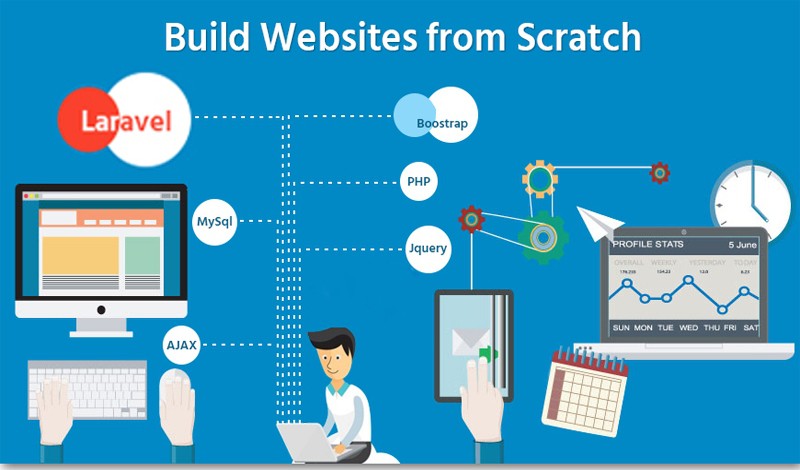 Build Websites from Scratch
Laravel
Boostrap
PHP
MySql
Jquery
AJAX
PROFILE STATS 5 June
OVERALL WEEKLY YESTERDAY TODAY
SUN MON TUE WED THU FRI SAT